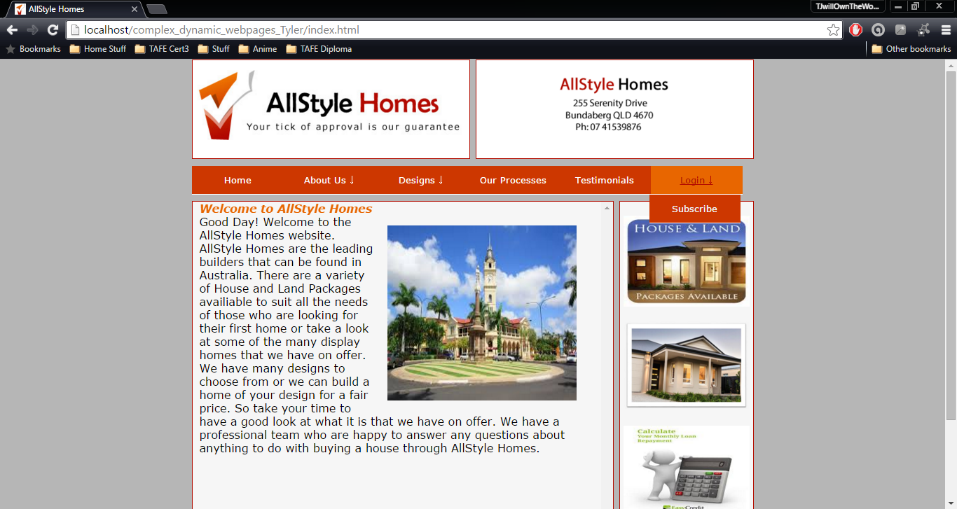 AllStyle Homes
TJwillOwnTheWo...
localhost/complex_dynamic_webpages_Tyler/index.html
Bookmarks Home Stuff TAFE Cert3 Stuff Anime TAFE Diploma Other bookmarks
AllStyle Homes
Your tick of approval is our guarantee
AllStyle Homes
255 Serenity Drive
Bundaberg QLD 4670
Ph: 07 41539876
Home About Us ↓ Designs ↓ Our Processes Testimonials Login ↓
Subscribe
Welcome to AllStyle Homes
Good Day! Welcome to the
AllStyle Homes website.
AllStyle Homes are the leading
builders that can be found in
Australia. There are a variety
of House and Land Packages
availiable to suit all the needs
of those who are looking for
their first home or take a look
at some of the many display
homes that we have on offer.
We have many designs to
choose from or we can build a
home of your design for a fair
price. So take your time to
have a good look at what it is that we have on offer. We have a
professional team who are happy to answer any questions about
anything to do with buying a house through AllStyle Homes.
HOUSE & LAND
PACKAGES AVAILABLE
Calculate
Your Monthly Loan
Repayment